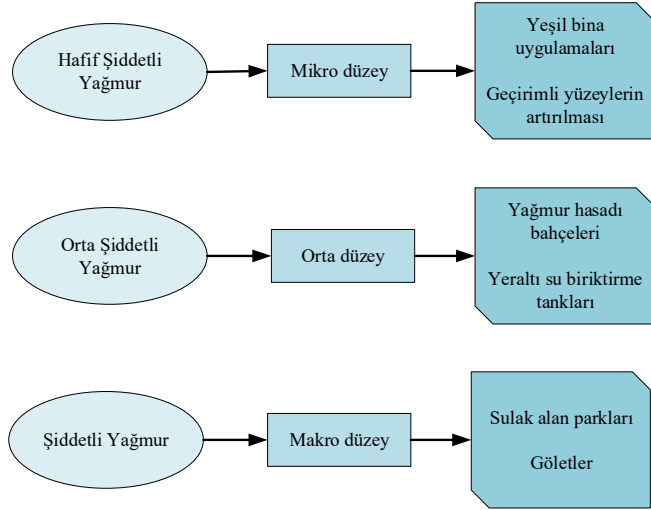 Hafif Şiddetli
Yağmur
Mikro düzey
Yeşil bina
uygulamaları
Geçirimli yüzeylerin
artırılması
Orta Şiddetli
Yağmur
Orta düzey
Yağmur hasadı
bahçeleri
Yeraltı su biriktirme
tankları
Şiddetli Yağmur
Makro düzey
Sulak alan parkları
Göletler